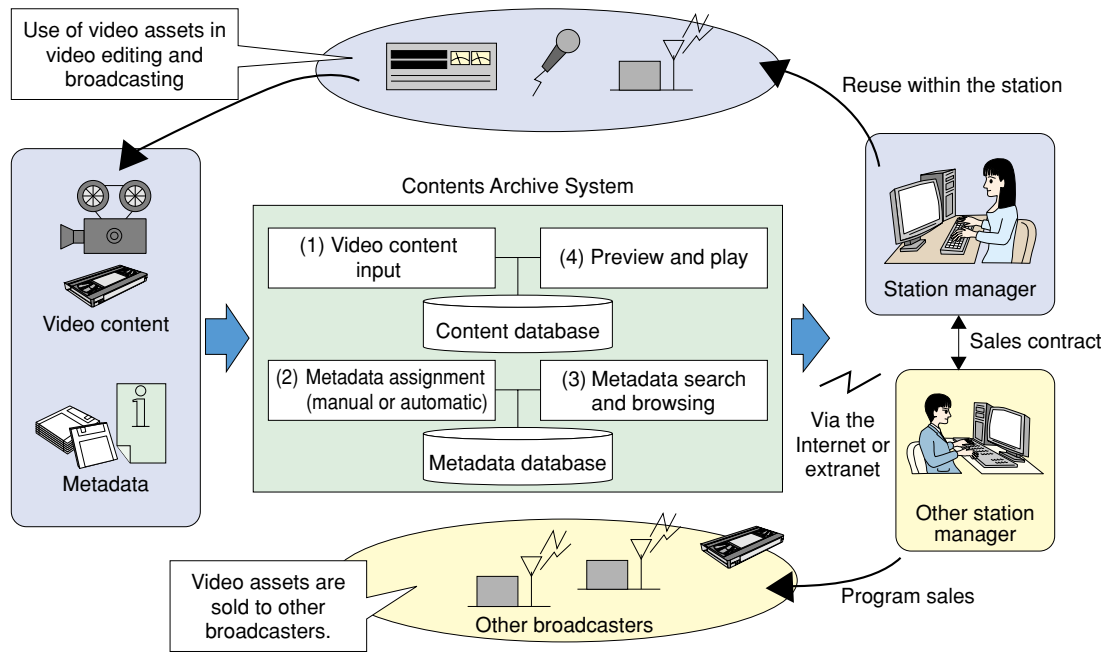 Use of video assets in
video editing and
broadcasting
Reuse within the station
Contents Archive System
(1) Video content
input
(4) Preview and play
Content database
(2) Metadata assignment
(manual or automatic)
(3) Metadata search
and browsing
Metadata database
Video content
Metadata
Station manager
Sales contract
Via the
Internet or
extranet
Other station
manager
Video assets are
sold to other
broadcasters.
Other broadcasters
Program sales